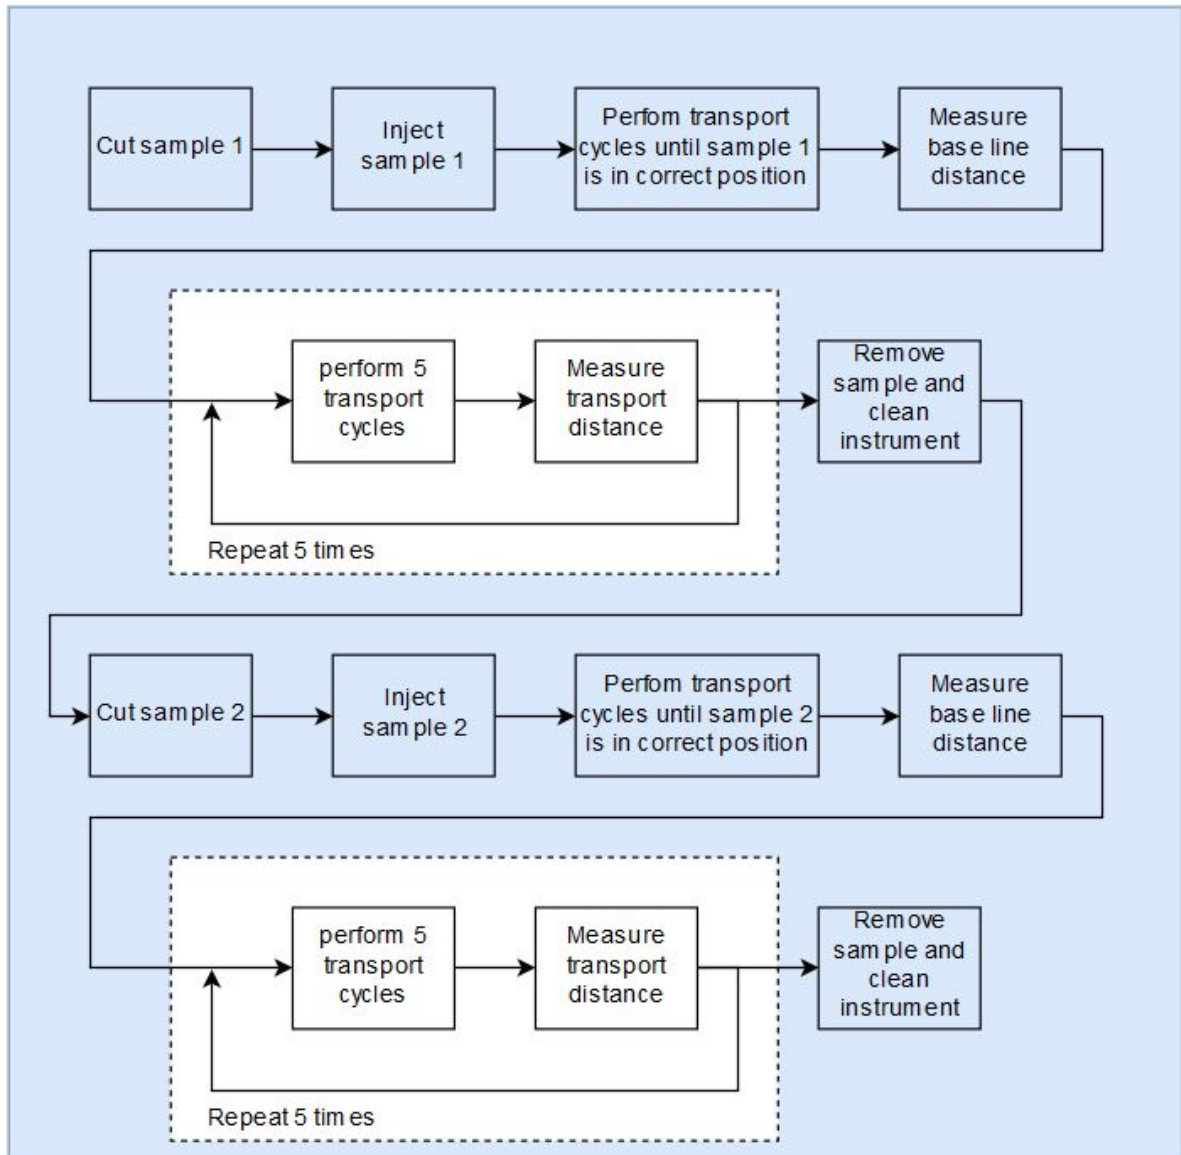 Cut sample 1
Inject
sample 1
Perfom transport
cycles until sample 1
is in correct position
Measure
base line
distance
perform 5
transport
cycles
Measure
transport
distance
Remove
sample and
clean
instrument
Repeat 5 times
Cut sample 2
Inject
sample 2
Perfom transport
cycles until sample 2
is in correct position
Measure
base line
distance
perform 5
transport
cycles
Measure
transport
distance
Remove
sample and
clean
instrument
Repeat 5 times